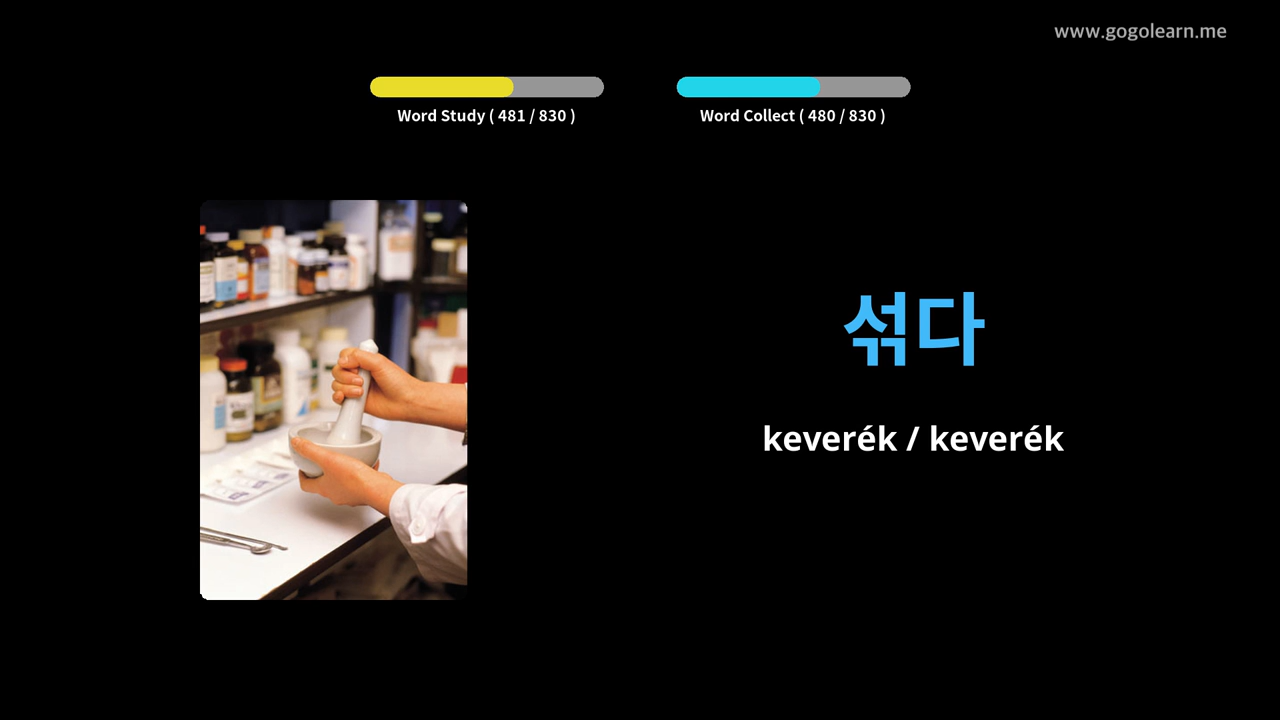 www.gogolearn.me
Word Study ( 481 / 830 )
Word Collect ( 480 / 830 )
섞다
keverék / keverék